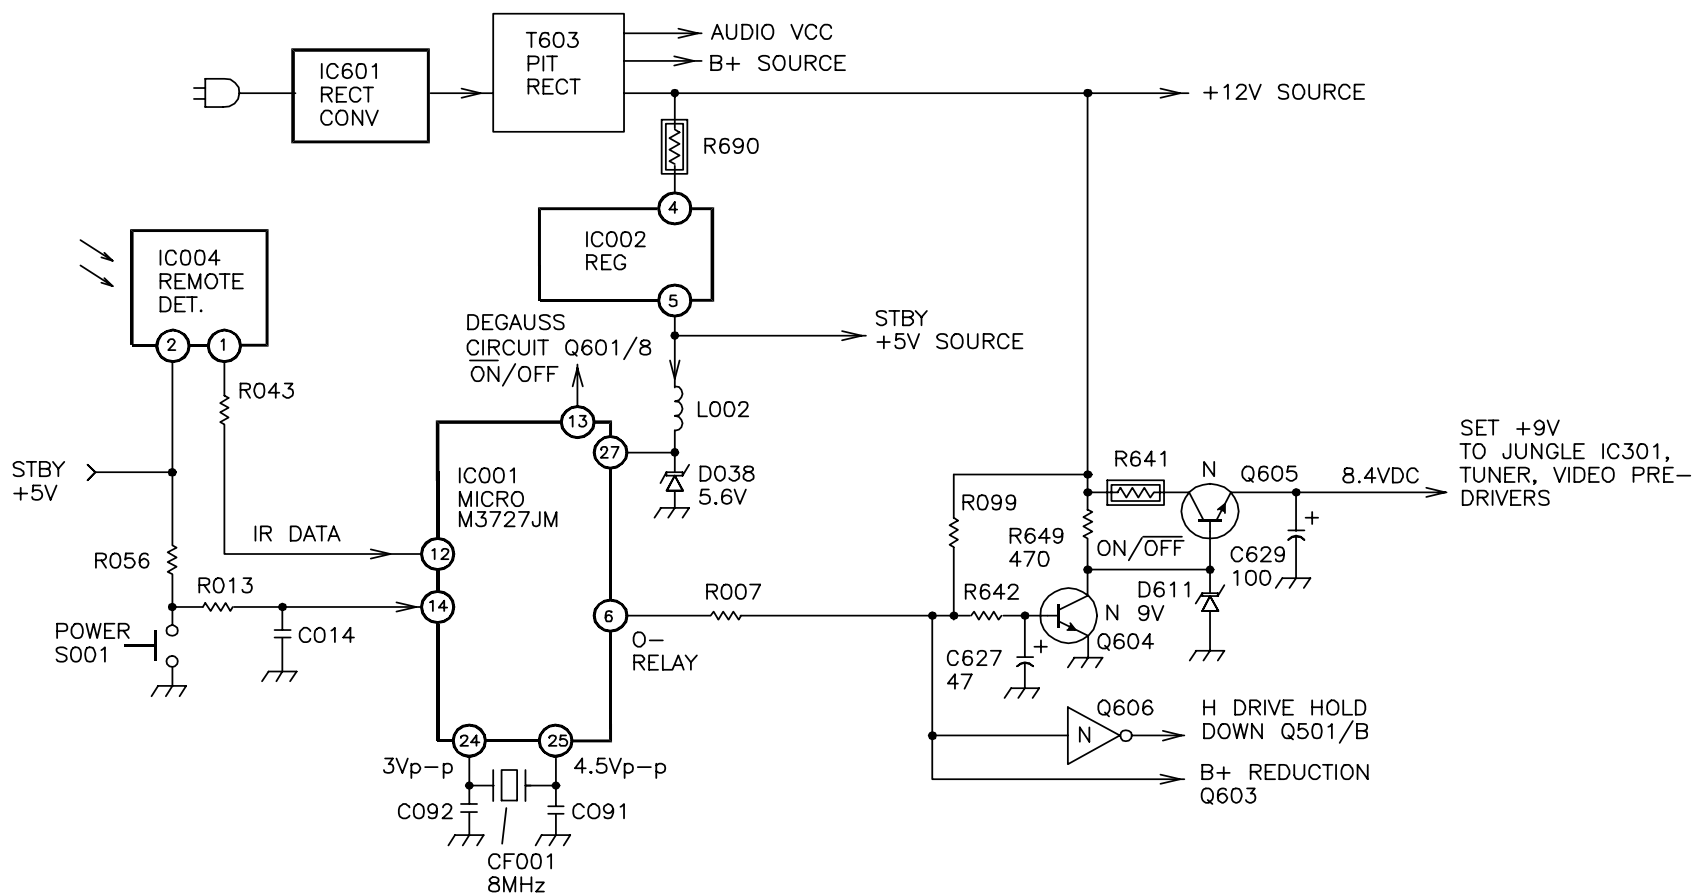 AUDIO VCC
T603
PIT
RECT
B+ SOURCE
IC601
RECT
CONV
+12V SOURCE
R690
4
IC002
REG
5
IC004
REMOTE
DET.
2
1
DEGAUSS
CIRCUIT Q601/8
ON/OFF
STBY
+5V SOURCE
R043
L002
13
27
D038
5.6V
STBY
+5V
IC001
MICRO
M3727JM
SET +9V
TO JUNGLE IC301,
TUNER, VIDEO PRE-
DRIVERS
R641
N
Q605
8.4VDC
R099
R649
470
ON/OFF
+
C629
100
IR DATA
12
R056
R013
14
C014
POWER
S001
6
O-
RELAY
R007
R642
D611
9V
N
Q604
+
C627
47
Q606
N
H DRIVE HOLD
DOWN Q501/B
B+ REDUCTION
Q603
24
25
3Vp-p
4.5Vp-p
C092
C091
CF001
8MHz